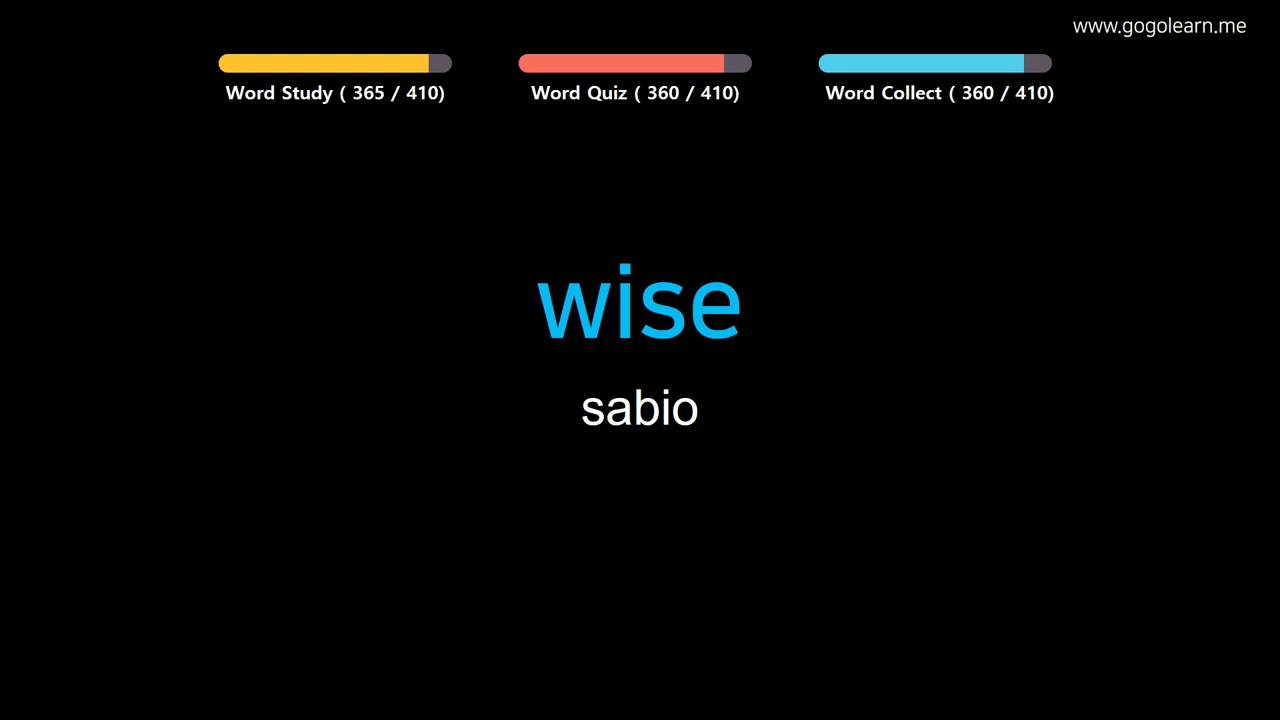 www.gogolearn.me
Word Study ( 365 / 410)
Word Quiz ( 360 / 410)
Word Collect ( 360 / 410)
wise
sabio